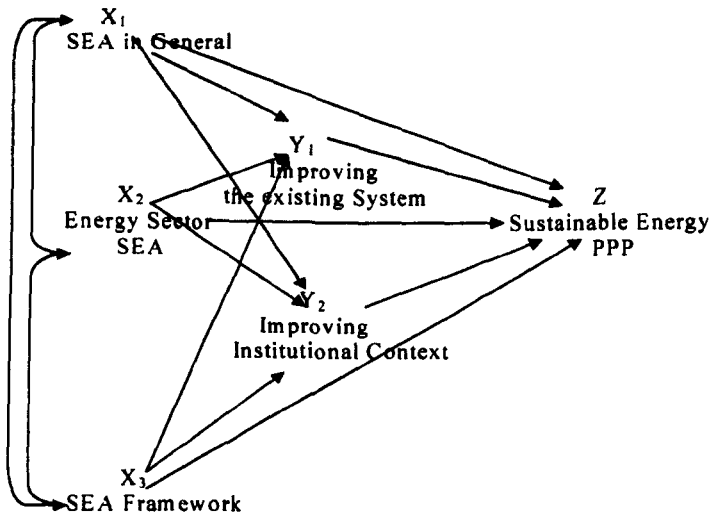 X₁
SEA in General
Y₁
Improving
the existing System
X₂
Energy Sector
SEA
Z
Sustainable Energy
PPP
Y₂
Improving
Institutional Context
X₃
SEA Framework